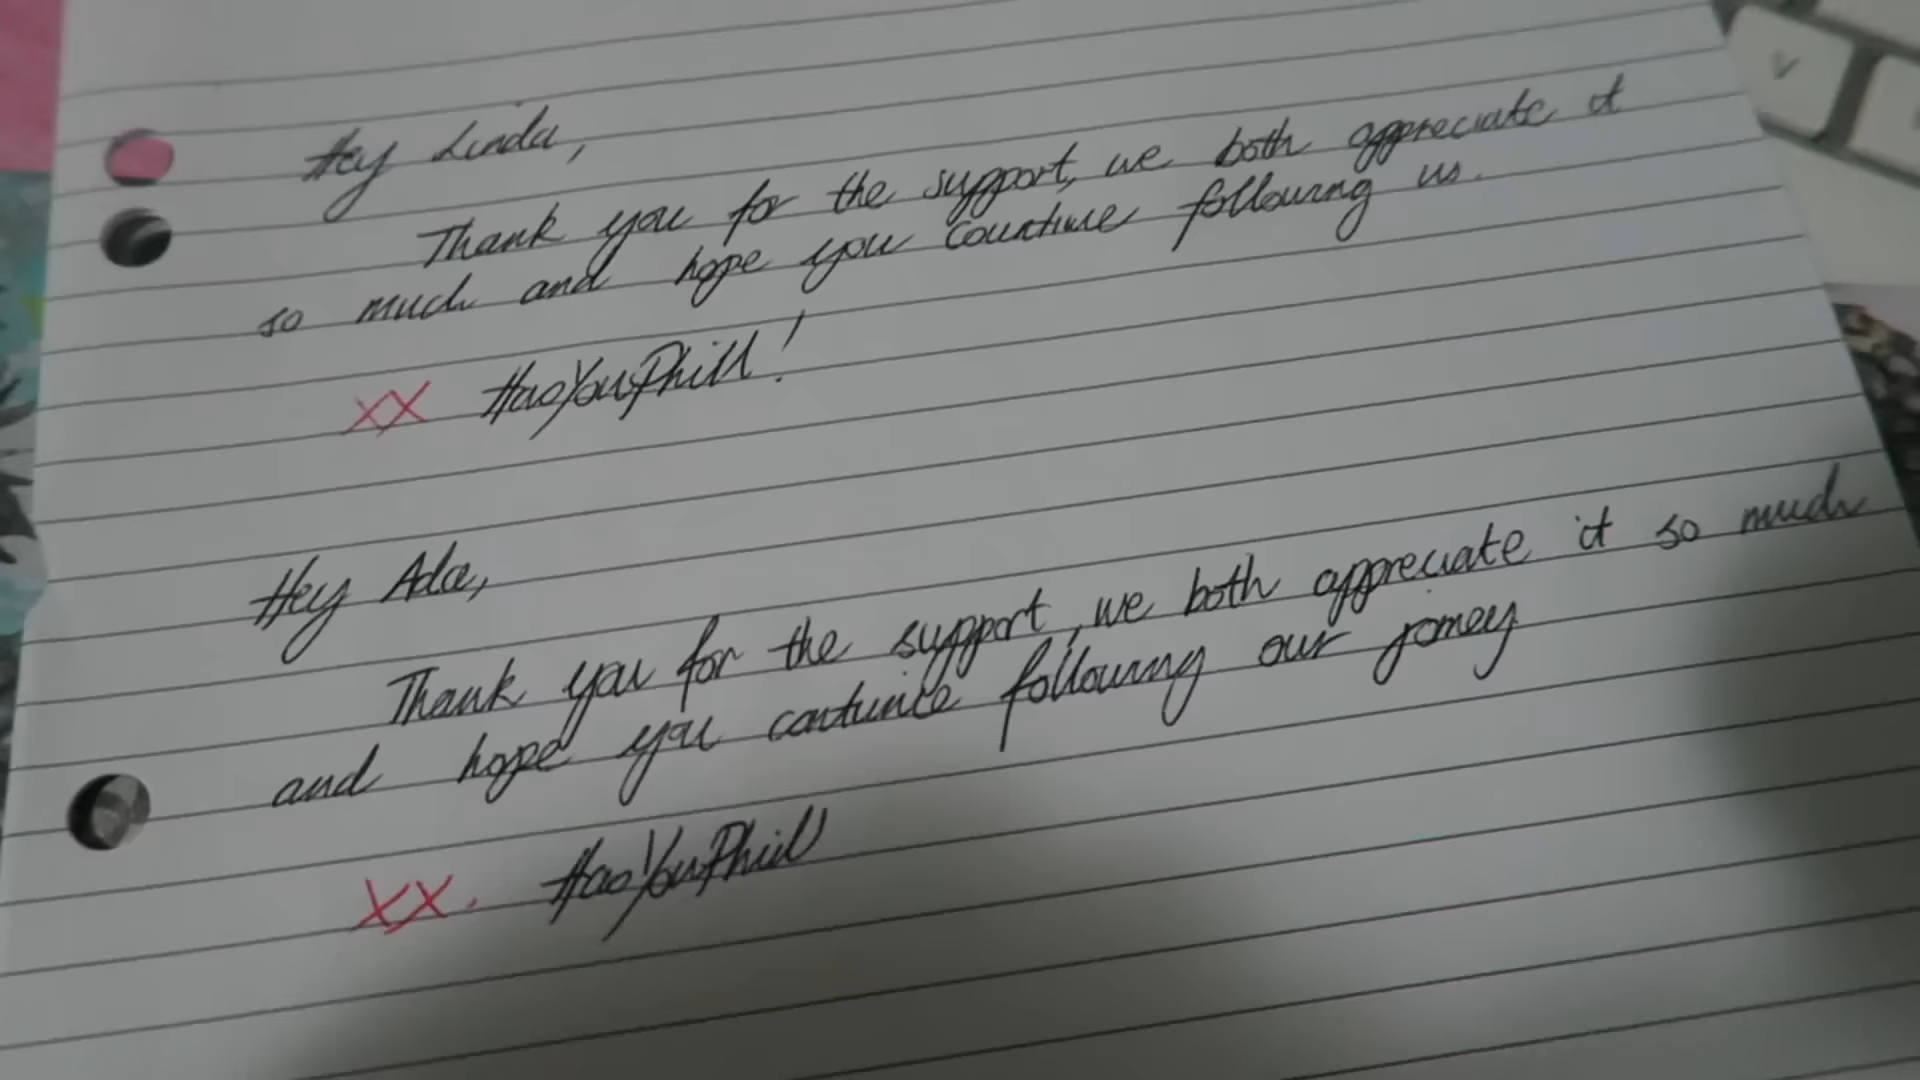 Hey Linda,
Thank you for the support, we both appreciate it
so much and hope you countinue following us.
XX HaoYouPhill!
Hey Ada,
Thank you for the support, we both appreciate it so much
and hope you contunice following our jorney
XX. HaoYouPhill
V